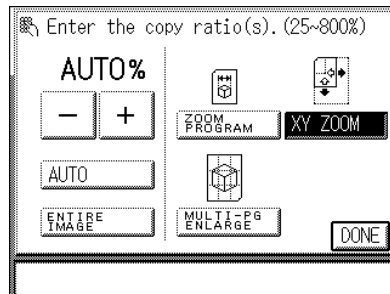 Enter the copy ratio(s).(25~800%)
AUTO%
− +
ZOOM
PROGRAM
XY ZOOM
AUTO
ENTIRE
IMAGE
MULTI-PG
ENLARGE
DONE